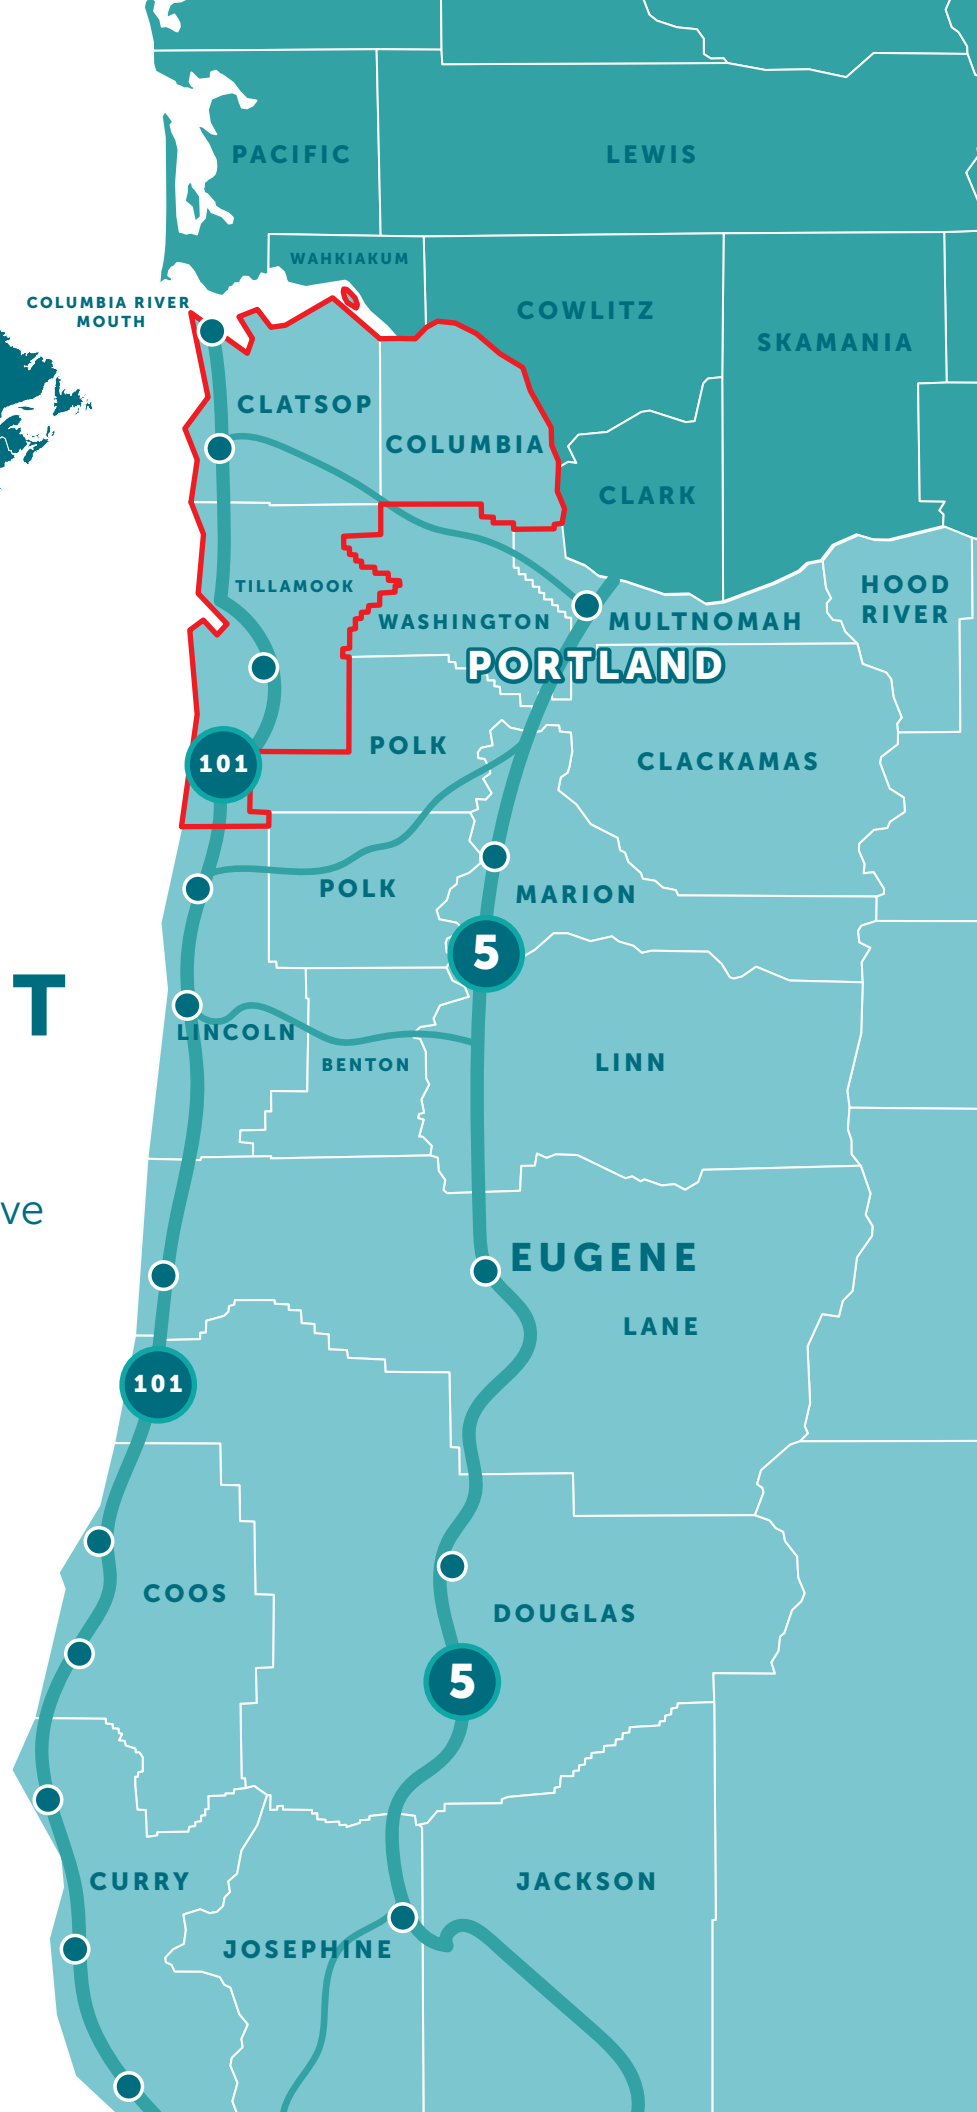 PACIFIC
LEWIS
WAHKIAKUM
COLUMBIA RIVER
MOUTH
COWLITZ
SKAMANIA
CLATSOP
COLUMBIA
CLARK
TILLAMOOK
HOOD
RIVER
WASHINGTON
MULTNOMAH
PORTLAND
POLK
CLACKAMAS
101
POLK
MARION
5
T
LINCOLN
BENTON
LINN
ve
EUGENE
LANE
101
COOS
DOUGLAS
5
CURRY
JACKSON
JOSEPHINE